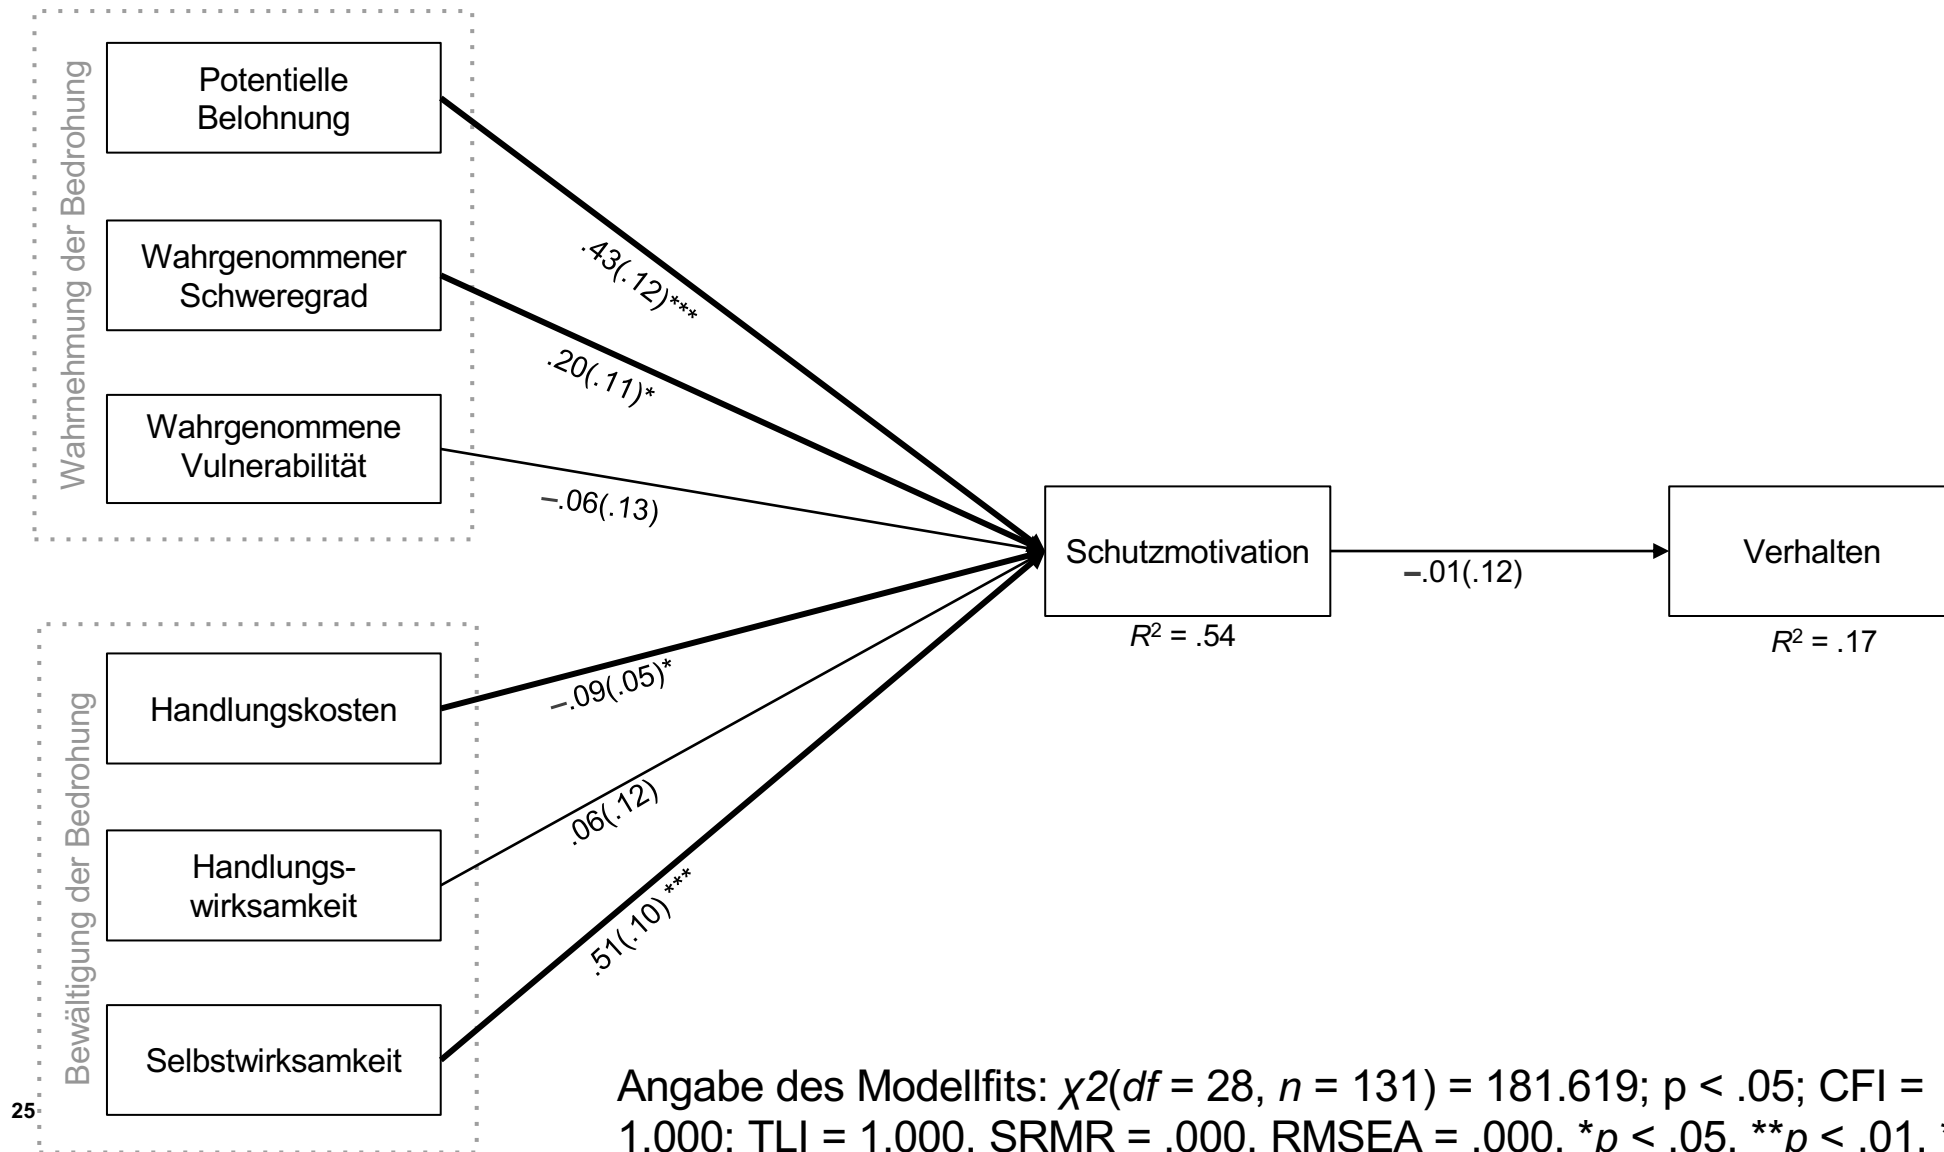 Wahrnehmung der Bedrohung
Potentielle
Belohnung
Wahrgenommener
Schweregrad
Wahrgenommene
Vulnerabilität
.43(.12)***
.20(.11)*
–.06(.13)
Bewältigung der Bedrohung
Handlungskosten
Handlungs-
wirksamkeit
Selbstwirksamkeit
–.09(.05)*
.06(.12)
.51(.10) ***
Schutzmotivation
R² = .54
–.01(.12)
Verhalten
R² = .17
25
Angabe des Modellfits: χ2(df = 28, n = 131) = 181.619; p < .05; CFI =
1.000; TLI = 1.000, SRMR = .000, RMSEA = .000, *p < .05, **p < .01, *